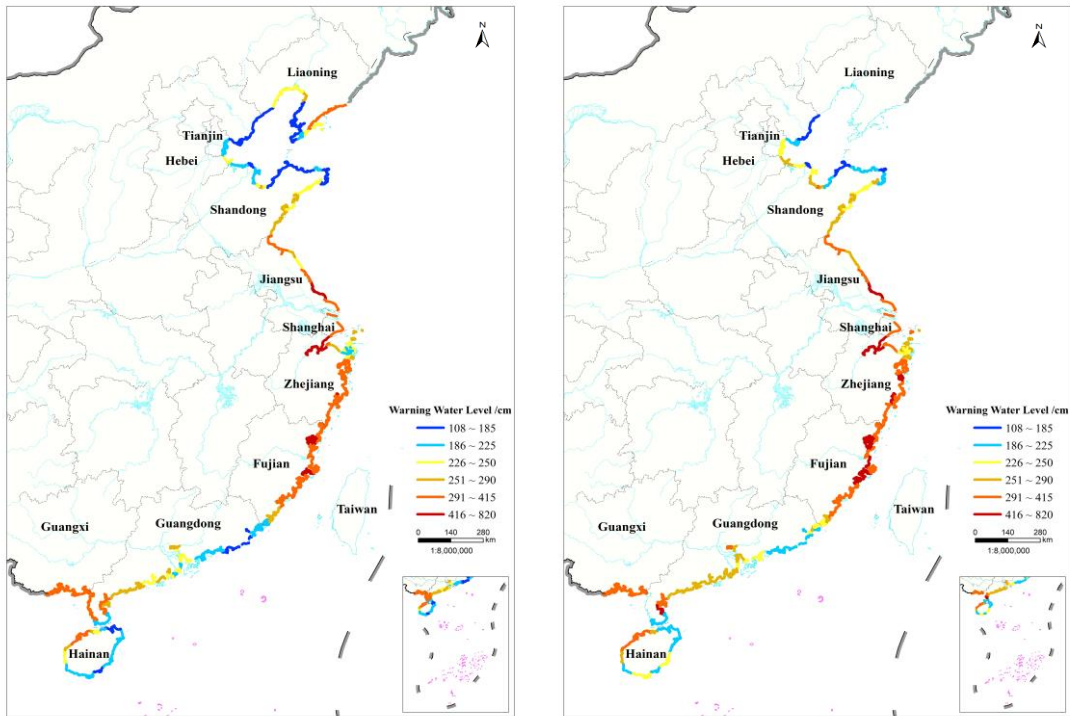 N
Liaoning
Tianjin
Hebei
Shandong
Jiangsu
Shanghai
Zhejiang
Warning Water Level /cm
108 ~ 185
186 ~ 225
226 ~ 250
251 ~ 290
291 ~ 415
416 ~ 820
Fujian
Taiwan
Guangxi
Guangdong
0 140 280
km
1:8,000,000
Hainan
N
Liaoning
Tianjin
Hebei
Shandong
Jiangsu
Shanghai
Zhejiang
Warning Water Level /cm
108 ~ 185
186 ~ 225
226 ~ 250
251 ~ 290
291 ~ 415
416 ~ 820
Fujian
Taiwan
Guangxi
Guangdong
0 140 280
km
1:8,000,000
Hainan